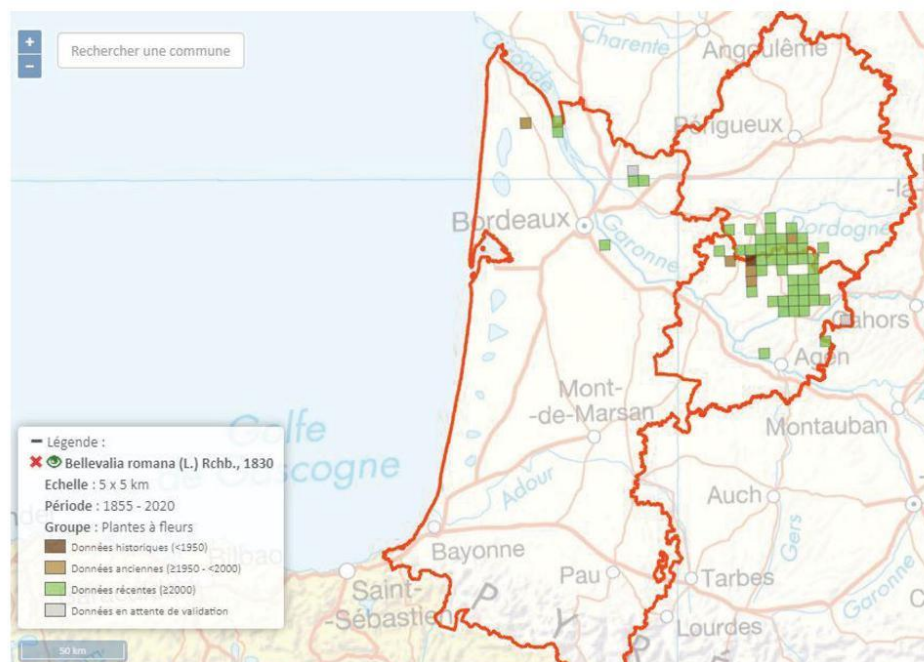 +
Rechercher une commune
−
Charente
Angoulême
Gironde
Périgueux
-la-
Bordeaux
Dordogne
Garonne
Cahors
Agen
Mont-
-de-Marsan
Montauban
Golfe
de Gascogne
Adour
Auch
Gers
Bayonne
Bilbao
Saint-
-Sébastien
Pau
Tarbes
Garonne
Lourdes
P
Y
R
Légende :
Bellevalia romana (L.) Rchb., 1830
Echelle : 5 x 5 km
Période : 1855 - 2020
Groupe : Plantes à fleurs
Données historiques (<1950)
Données anciennes (≥1950 - <2000)
Données récentes (≥2000)
Données en attente de validation
50 km